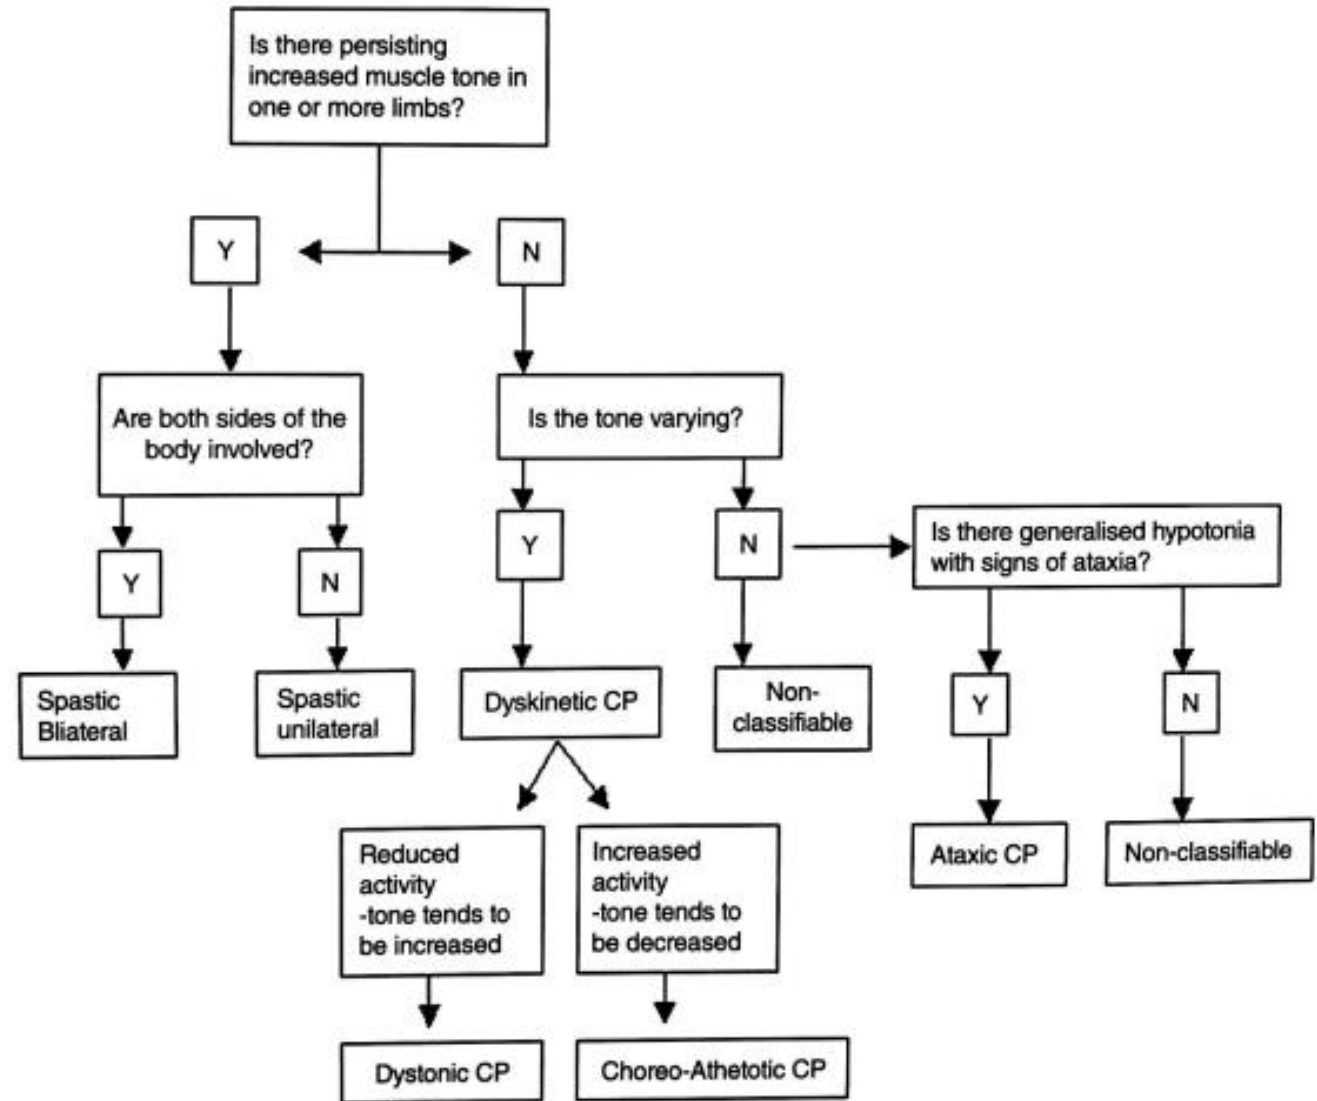 Is there persisting
increased muscle tone in
one or more limbs?
Y
N
Are both sides of the
body involved?
Is the tone varying?
Y
N
Y
N
Is there generalised hypotonia
with signs of ataxia?
Spastic
Bliateral
Spastic
unilateral
Dyskinetic CP
Non-
classifiable
Y
N
Reduced
activity
-tone tends to
be increased
Increased
activity
-tone tends to
be decreased
Ataxic CP
Non-classifiable
Dystonic CP
Choreo-Athetotic CP